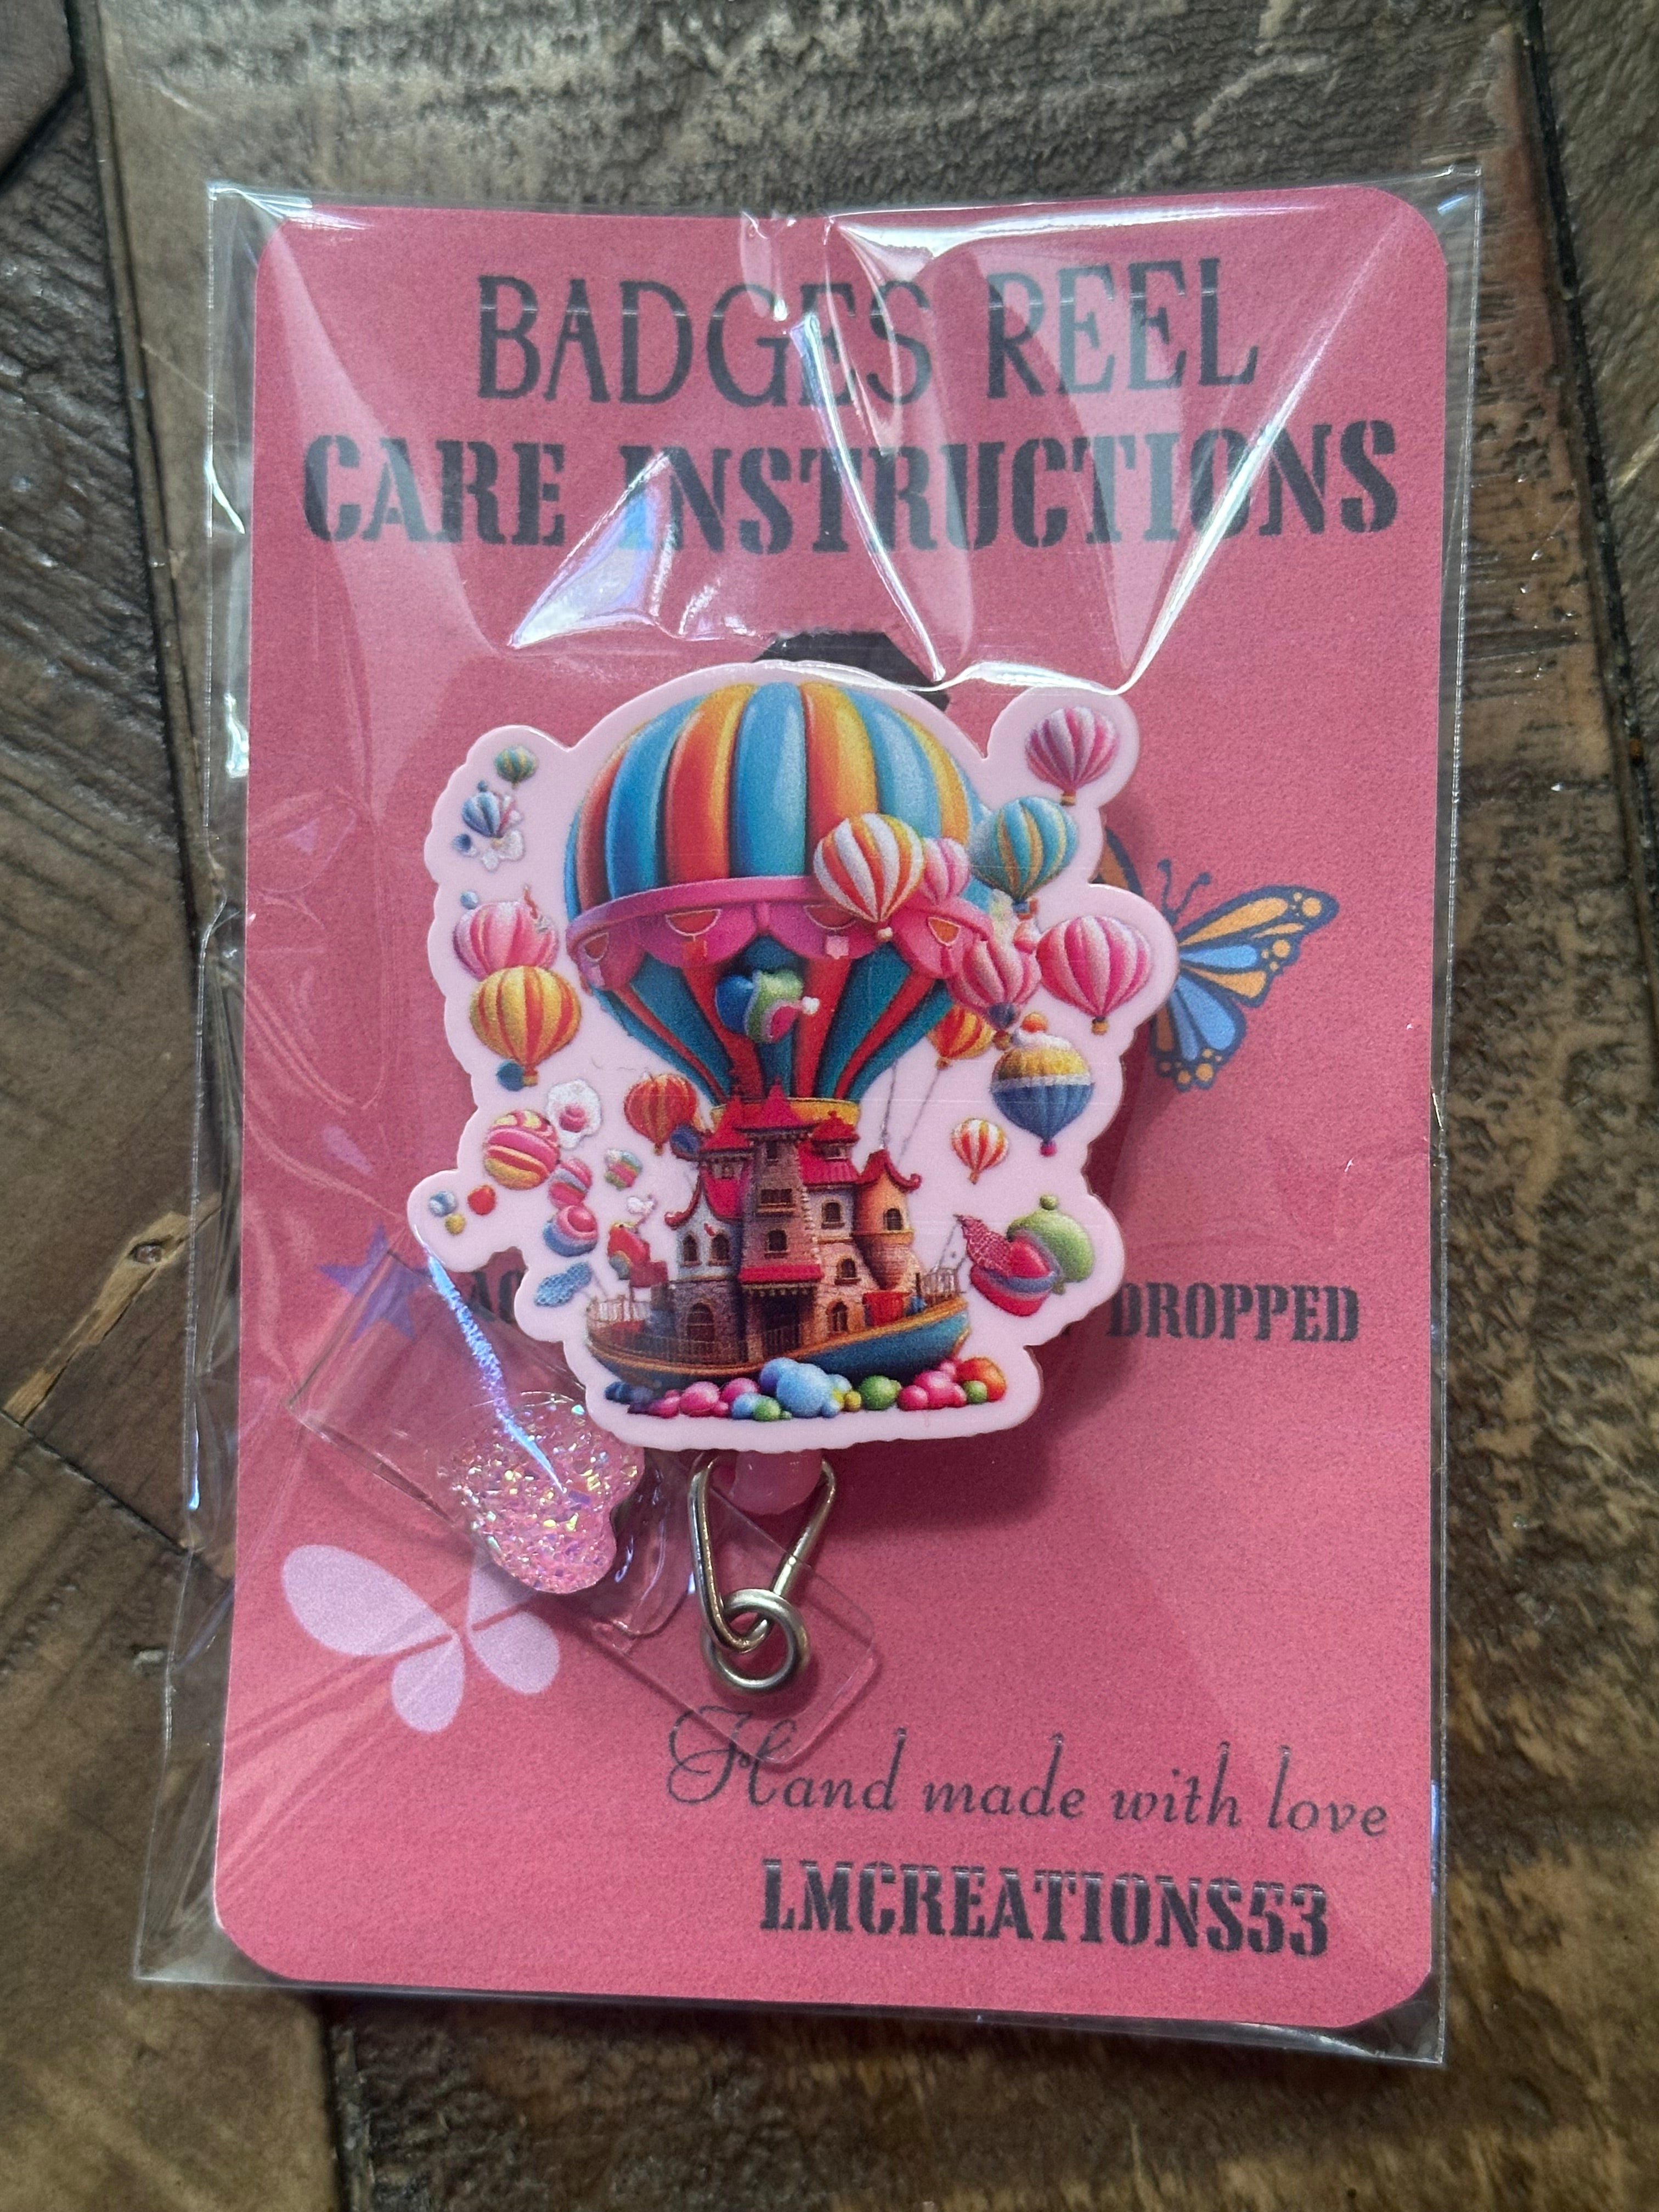 BADGES REEL
CARE INSTRUCTIONS
DROPPED
Hand made with love
LMCREATIONS53